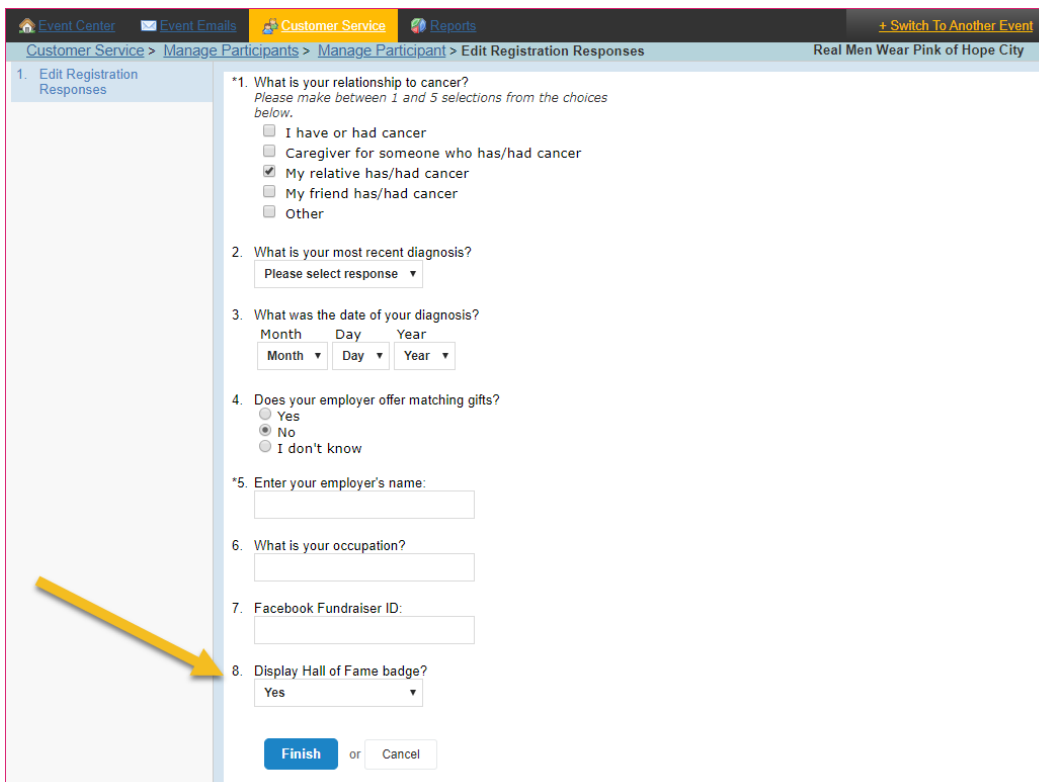 Event Center Event Emails Customer Service Reports + Switch To Another Event
Customer Service > Manage Participants > Manage Participant > Edit Registration Responses Real Men Wear Pink of Hope City
1. Edit Registration
Responses
*1. What is your relationship to cancer?
Please make between 1 and 5 selections from the choices
below.
I have or had cancer
Caregiver for someone who has/had cancer
My relative has/had cancer
My friend has/had cancer
Other
2. What is your most recent diagnosis?
Please select response
3. What was the date of your diagnosis?
Month Day Year
Month Day Year
4. Does your employer offer matching gifts?
Yes
No
I don't know
*5. Enter your employer's name:
6. What is your occupation?
7. Facebook Fundraiser ID:
8. Display Hall of Fame badge?
Yes
Finish or Cancel